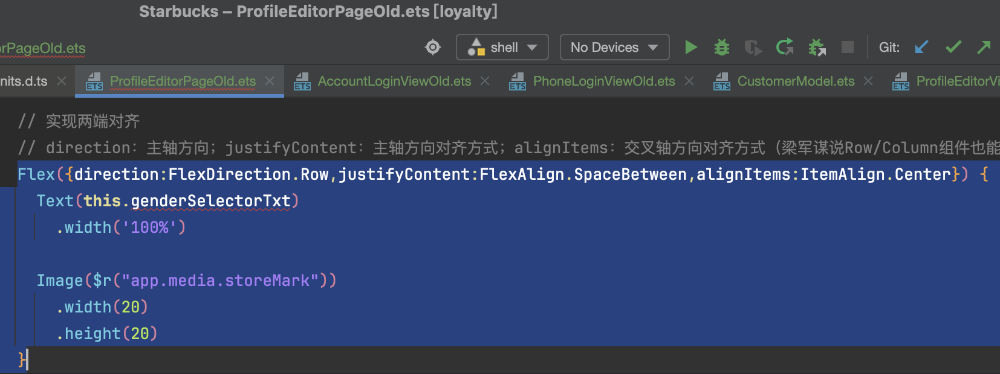 Starbucks – ProfileEditorPageOld.ets [loyalty]
rPageOld.ets shell No Devices Git:
nits.d.ts ProfileEditorPageOld.ets AccountLoginViewOld.ets PhoneLoginViewOld.ets CustomerModel.ets ProfileEditorVi
ETS ETS ETS ETS ETS
// 实现两端对齐
// direction: 主轴方向; justifyContent: 主轴方向对齐方式; alignItems: 交叉轴方向对齐方式 (梁军谋说Row/Column组件也能
Flex({direction:FlexDirection.Row,justifyContent:FlexAlign.SpaceBetween,alignItems:ItemAlign.Center}) {
Text(this.genderSelectorTxt)
.width('100%')
Image($r("app.media.storeMark"))
.width(20)
.height(20)
}